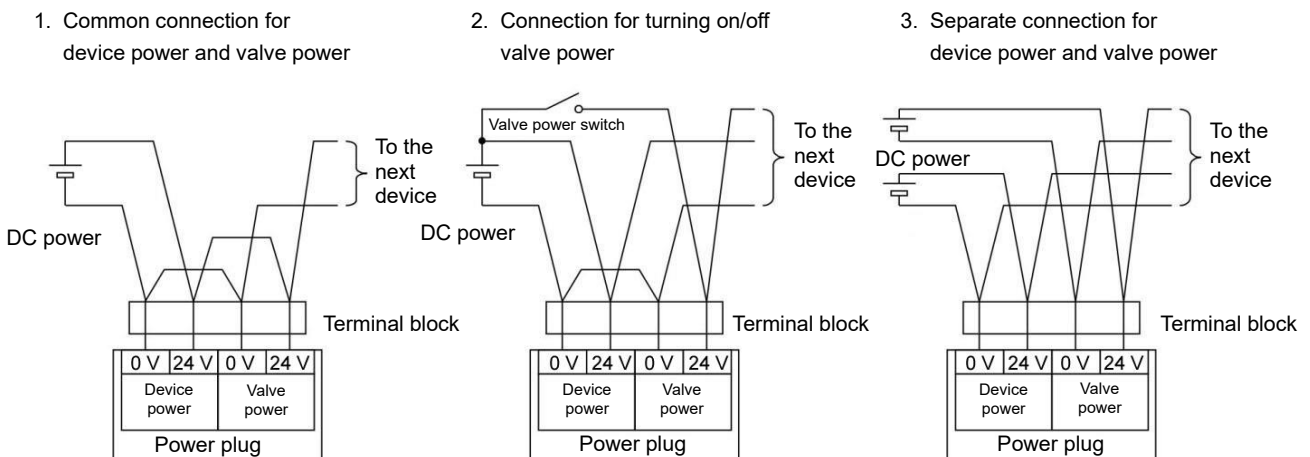 1. Common connection for
device power and valve power
To the
next
device
DC power
Terminal block
0 V 24 V 0 V 24 V
Device
power
Valve
power
Power plug
2. Connection for turning on/off
valve power
Valve power switch
To the
next
device
DC power
Terminal block
0 V 24 V 0 V 24 V
Device
power
Valve
power
Power plug
3. Separate connection for
device power and valve power
DC power
To the
next
device
Terminal block
0 V 24 V 0 V 24 V
Device
power
Valve
power
Power plug